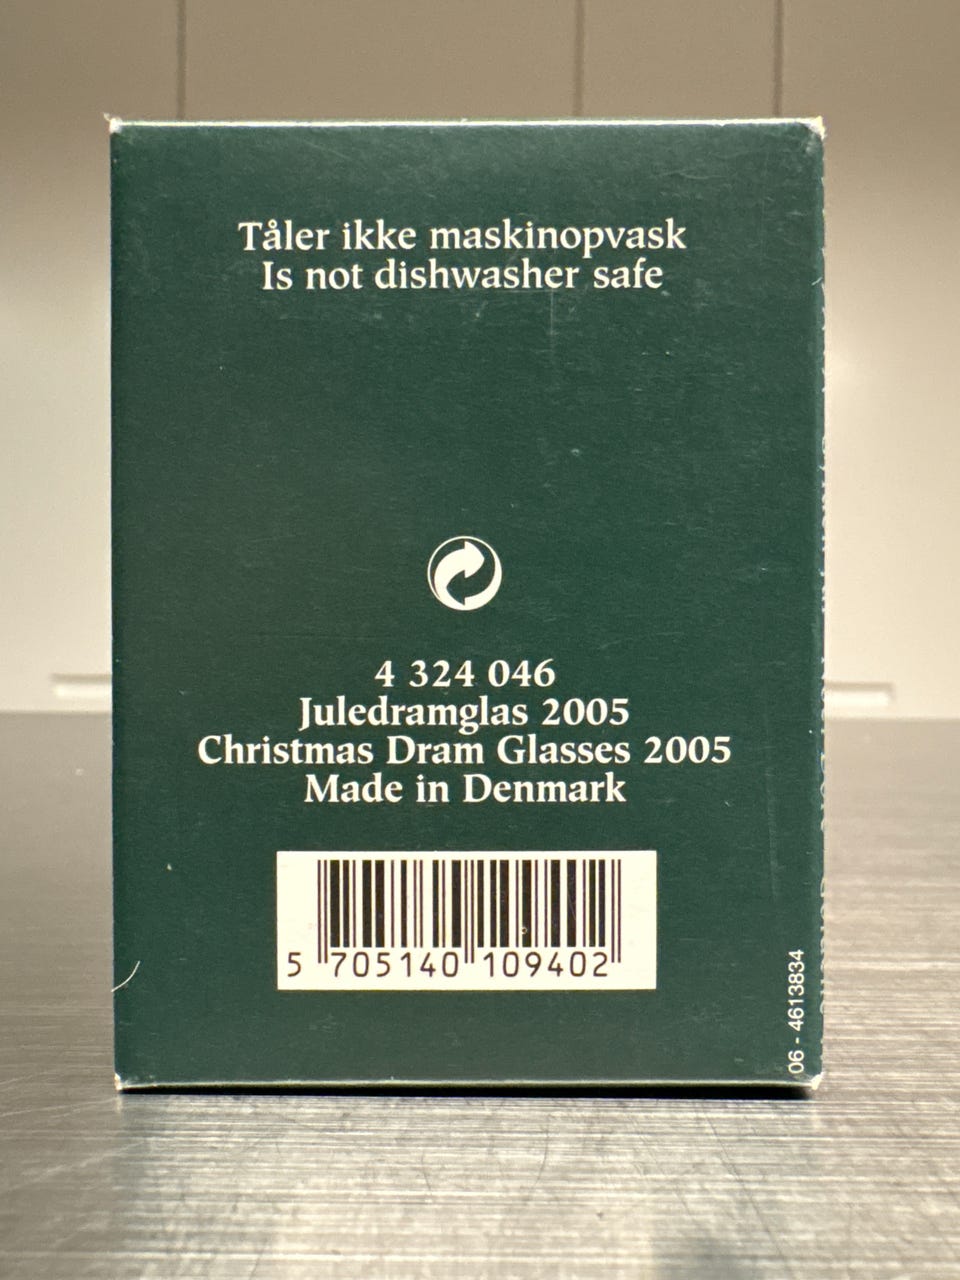 Tåler ikke maskinopvask
Is not dishwasher safe
4 324 046
Juledramglas 2005
Christmas Dram Glasses 2005
Made in Denmark
5 705140 109402
06 - 4613834